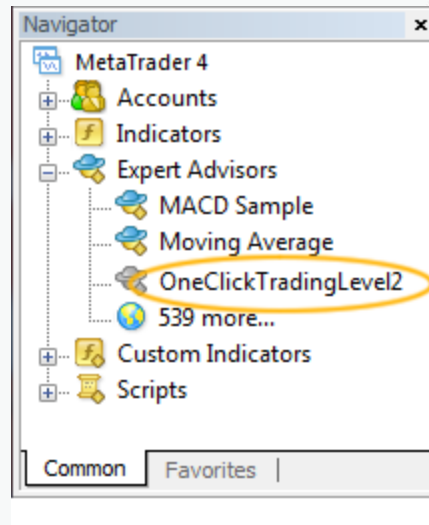 Navigator
MetaTrader 4
Accounts
Indicators
Expert Advisors
MACD Sample
Moving Average
OneClickTradingLevel2
539 more...
Custom Indicators
Scripts
Common Favorites